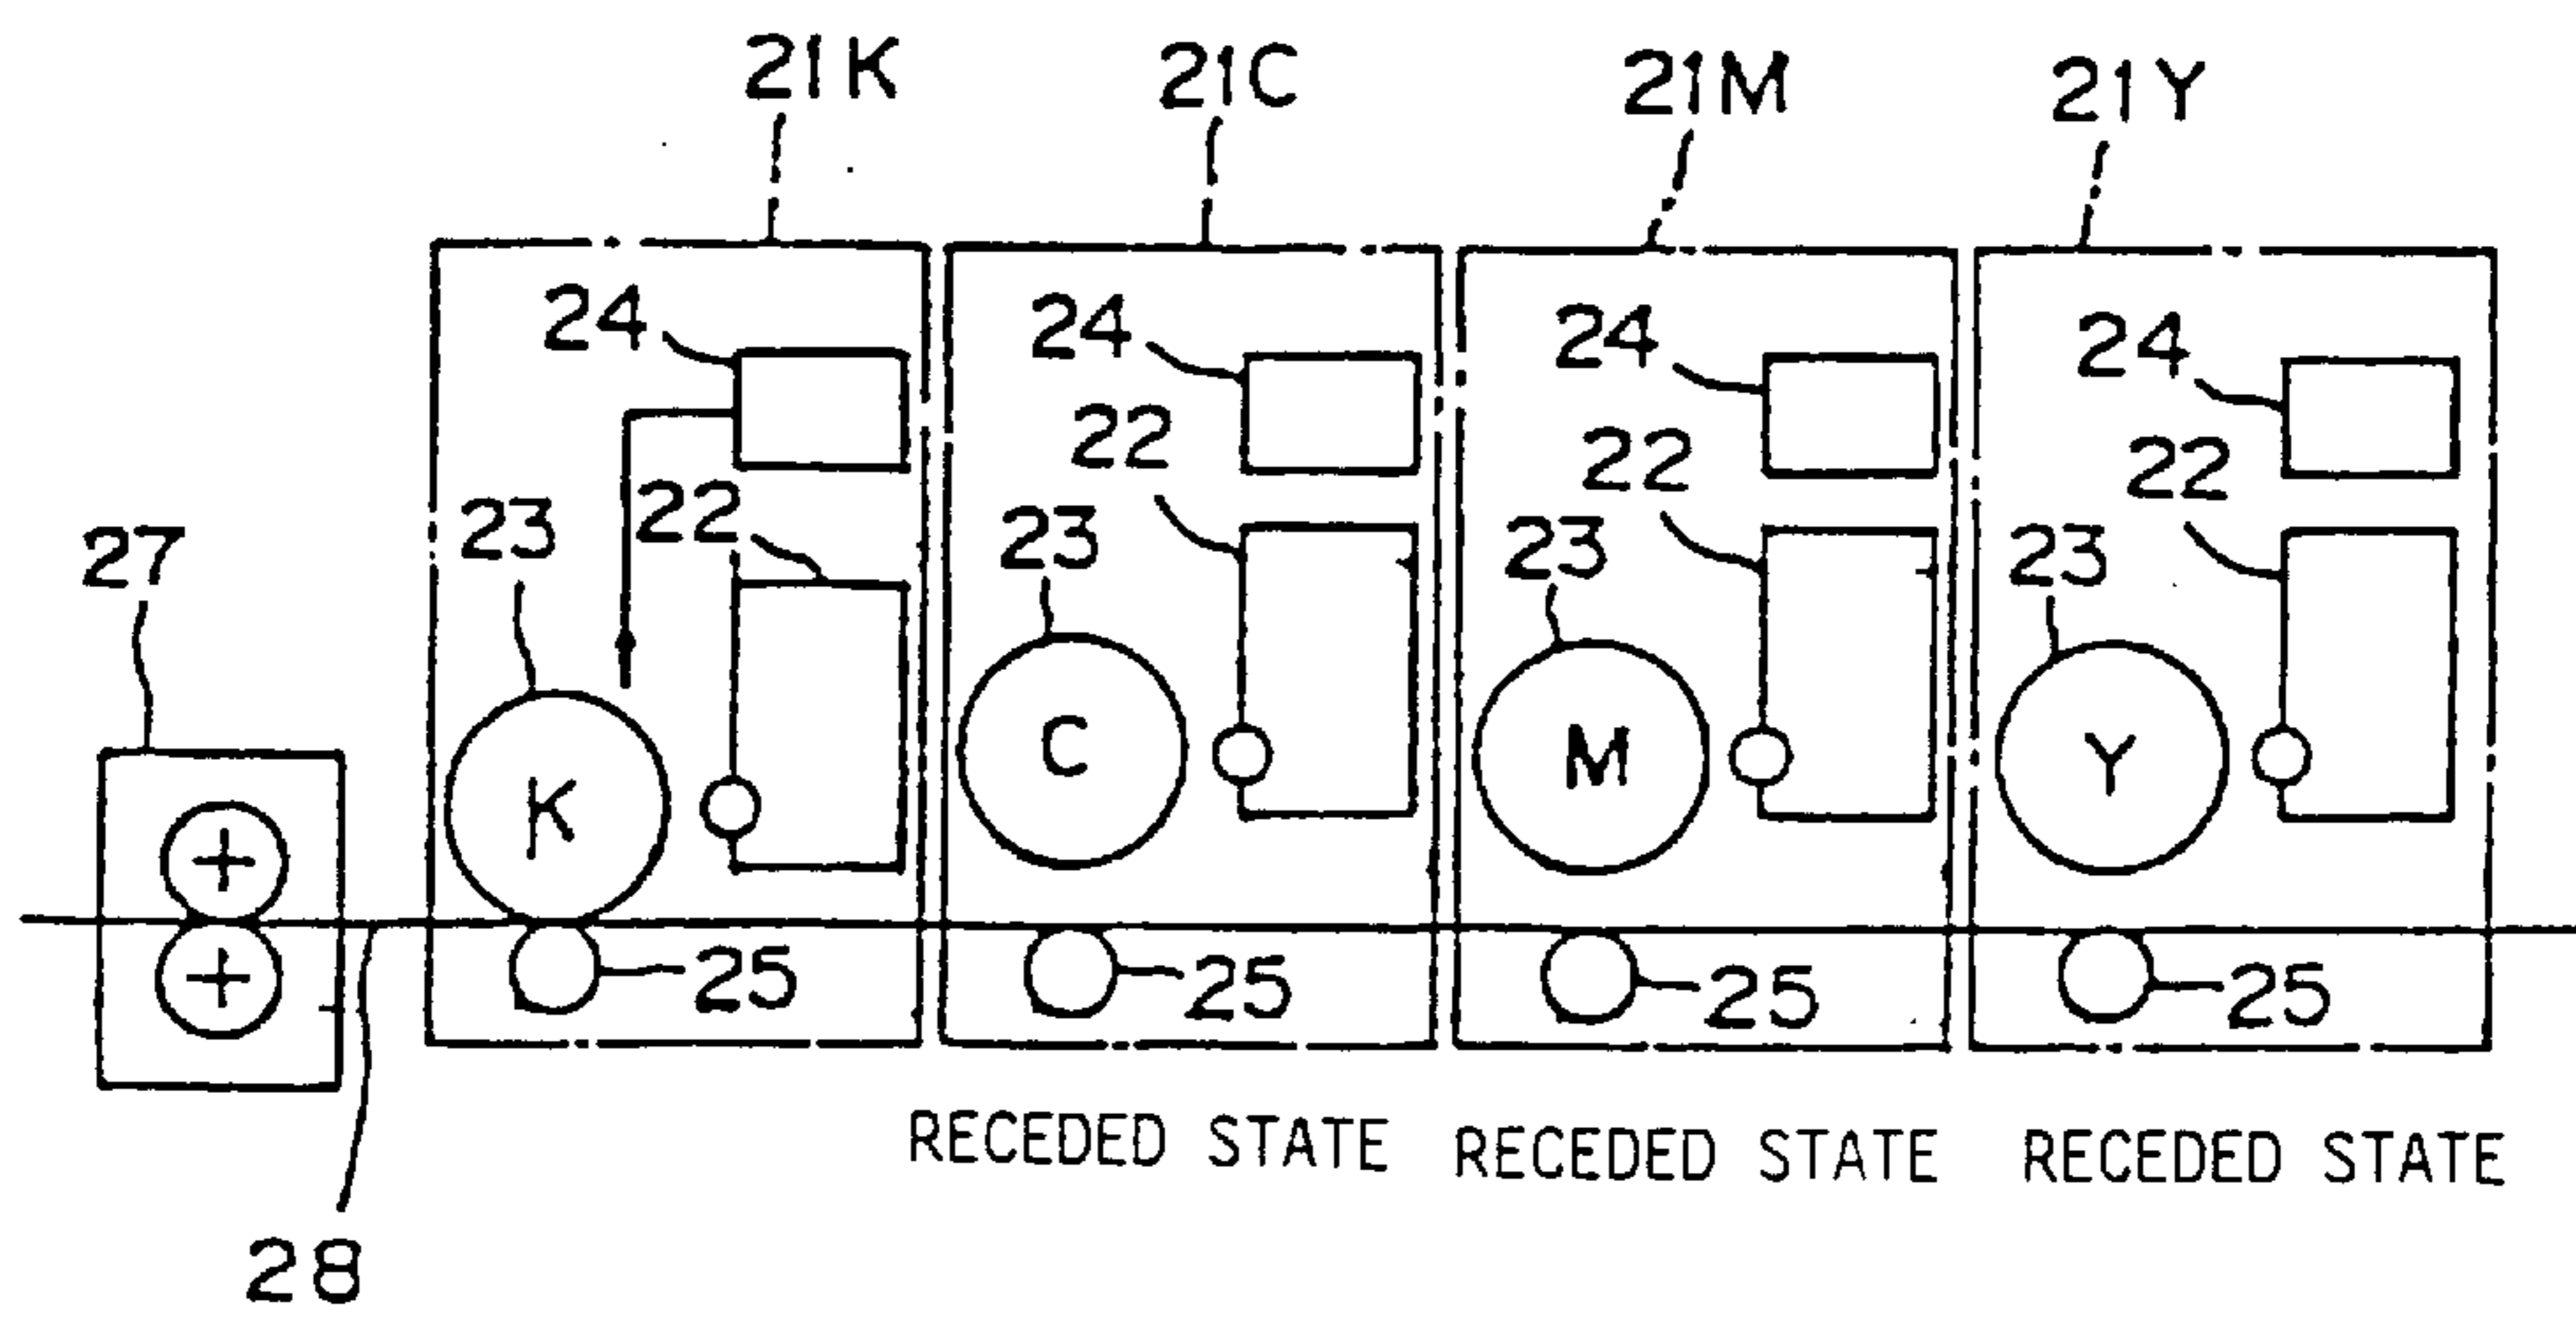 21K 21C 21M 21Y
24 24 24 24
22 22 22 22
23 23 23 23
27
K C M Y
25 25 25 25
RECEDED STATE RECEDED STATE RECEDED STATE
28